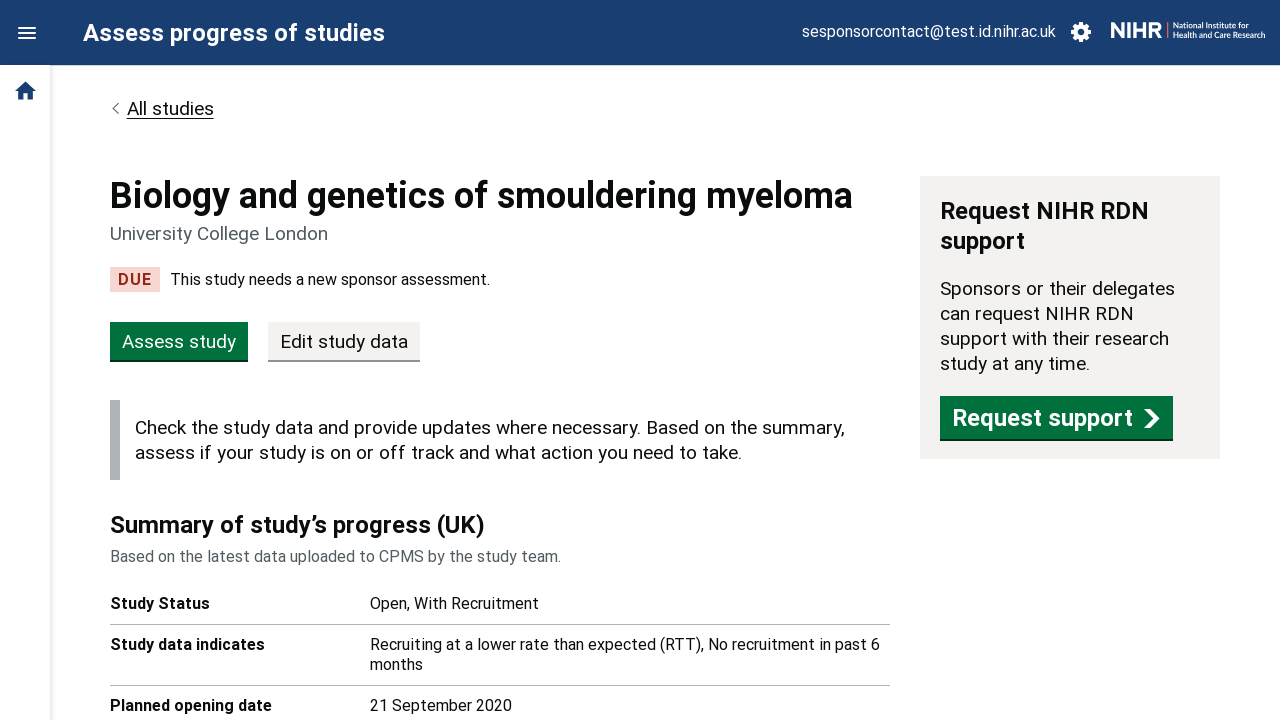 Assess progress of studies
sesponsorcontact@test.id.nihr.ac.uk
NIHR | National Institute for
Health and Care Research
All studies
Biology and genetics of smouldering myeloma
University College London
DUE This study needs a new sponsor assessment.
Assess study
Edit study data
Check the study data and provide updates where necessary. Based on the summary,
assess if your study is on or off track and what action you need to take.
Summary of study’s progress (UK)
Based on the latest data uploaded to CPMS by the study team.
Study Status Open, With Recruitment
Study data indicates Recruiting at a lower rate than expected (RTT), No recruitment in past 6
months
Planned opening date 21 September 2020
Request NIHR RDN
support
Sponsors or their delegates
can request NIHR RDN
support with their research
study at any time.
Request support